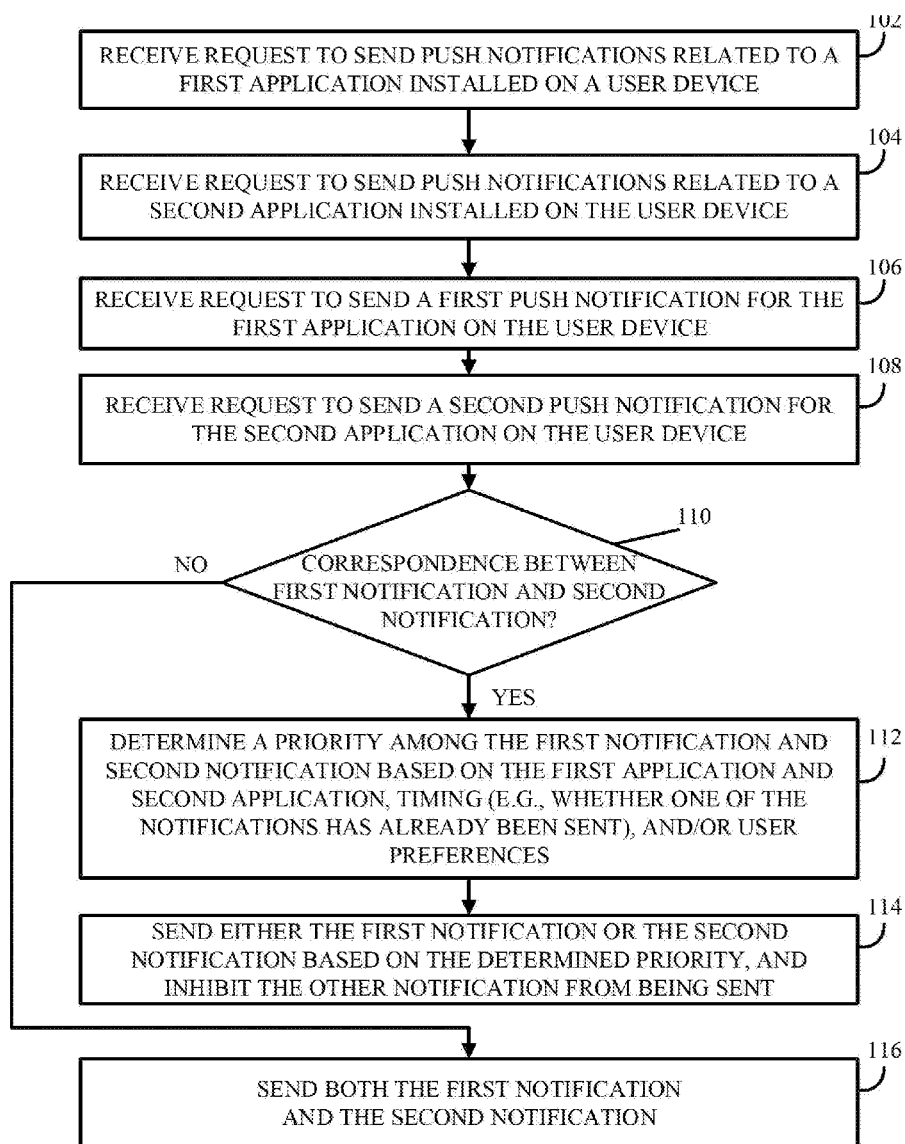 102
RECEIVE REQUEST TO SEND PUSH NOTIFICATIONS RELATED TO A
FIRST APPLICATION INSTALLED ON A USER DEVICE
104
RECEIVE REQUEST TO SEND PUSH NOTIFICATIONS RELATED TO A
SECOND APPLICATION INSTALLED ON THE USER DEVICE
106
RECEIVE REQUEST TO SEND A FIRST PUSH NOTIFICATION FOR THE
FIRST APPLICATION ON THE USER DEVICE
108
RECEIVE REQUEST TO SEND A SECOND PUSH NOTIFICATION FOR
THE SECOND APPLICATION ON THE USER DEVICE
110
NO
CORRESPONDENCE BETWEEN
FIRST NOTIFICATION AND SECOND
NOTIFICATION?
YES
112
DETERMINE A PRIORITY AMONG THE FIRST NOTIFICATION AND
SECOND NOTIFICATION BASED ON THE FIRST APPLICATION AND
SECOND APPLICATION, TIMING (E.G., WHETHER ONE OF THE
NOTIFICATIONS HAS ALREADY BEEN SENT), AND/OR USER
PREFERENCES
114
SEND EITHER THE FIRST NOTIFICATION OR THE SECOND
NOTIFICATION BASED ON THE DETERMINED PRIORITY, AND
INHIBIT THE OTHER NOTIFICATION FROM BEING SENT
116
SEND BOTH THE FIRST NOTIFICATION
AND THE SECOND NOTIFICATION